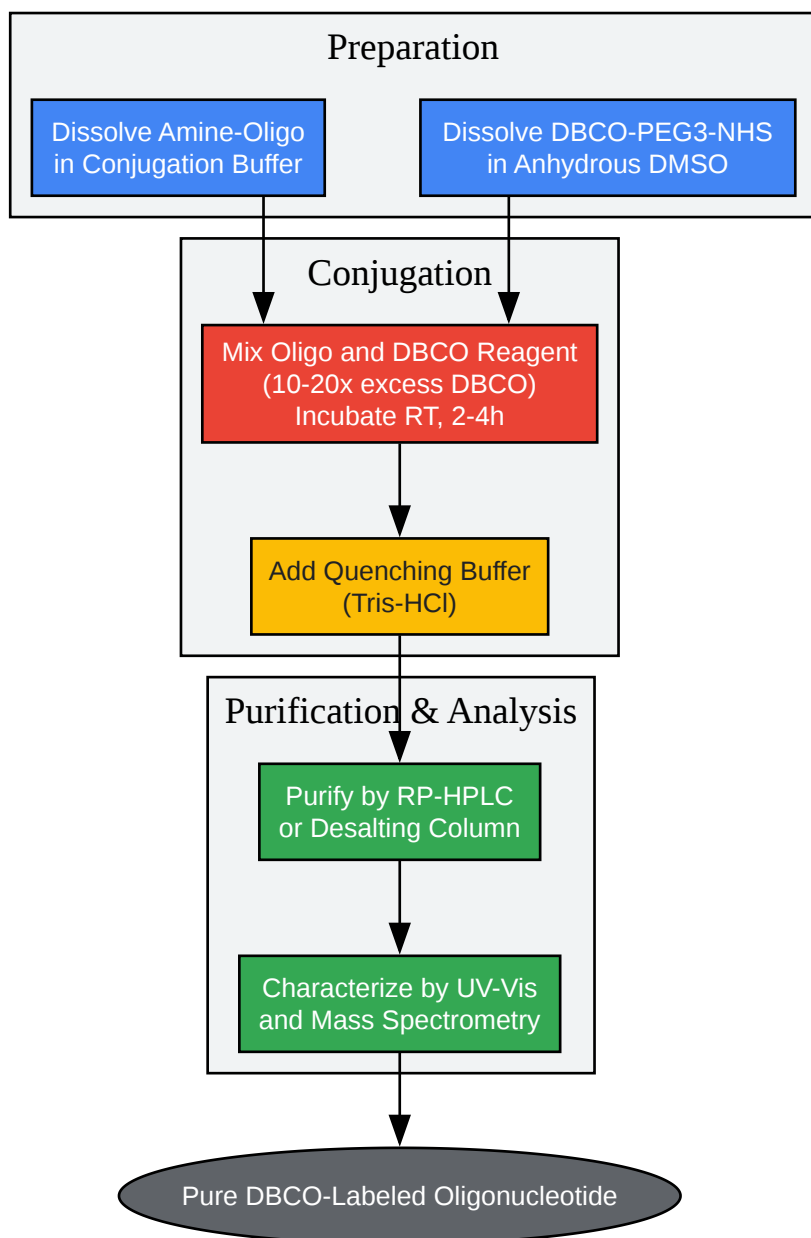 Preparation
Dissolve Amine-Oligo
in Conjugation Buffer
Dissolve DBCO-PEG3-NHS
in Anhydrous DMSO
Conjugation
Mix Oligo and DBCO Reagent
(10-20x excess DBCO)
Incubate RT, 2-4h
Add Quenching Buffer
(Tris-HCl)
Purification & Analysis
Purify by RP-HPLC
or Desalting Column
Characterize by UV-Vis
and Mass Spectrometry
Pure DBCO-Labeled Oligonucleotide